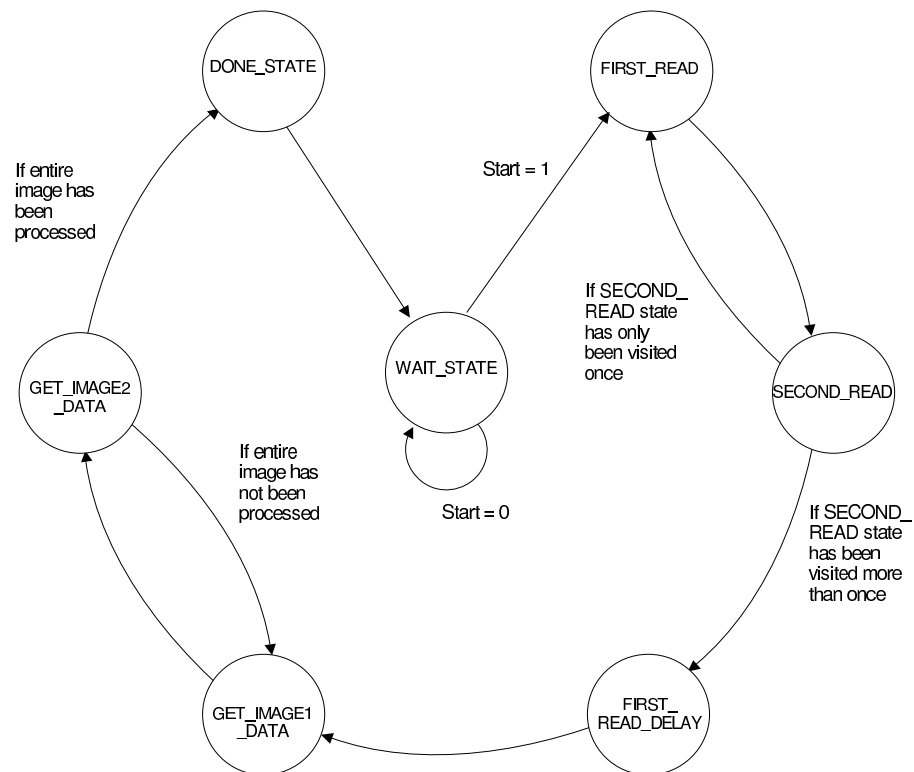 DONE_STATE
FIRST_READ
If entire
image has
been
processed
Start = 1
If SECOND_
READ state
has only
been visited
once
WAIT_STATE
GET_IMAGE2
_DATA
SECOND_READ
If entire
image has
not been
processed
Start = 0
If SECOND_
READ state
has been
visited more
than once
GET_IMAGE1
_DATA
FIRST_
READ_DELAY